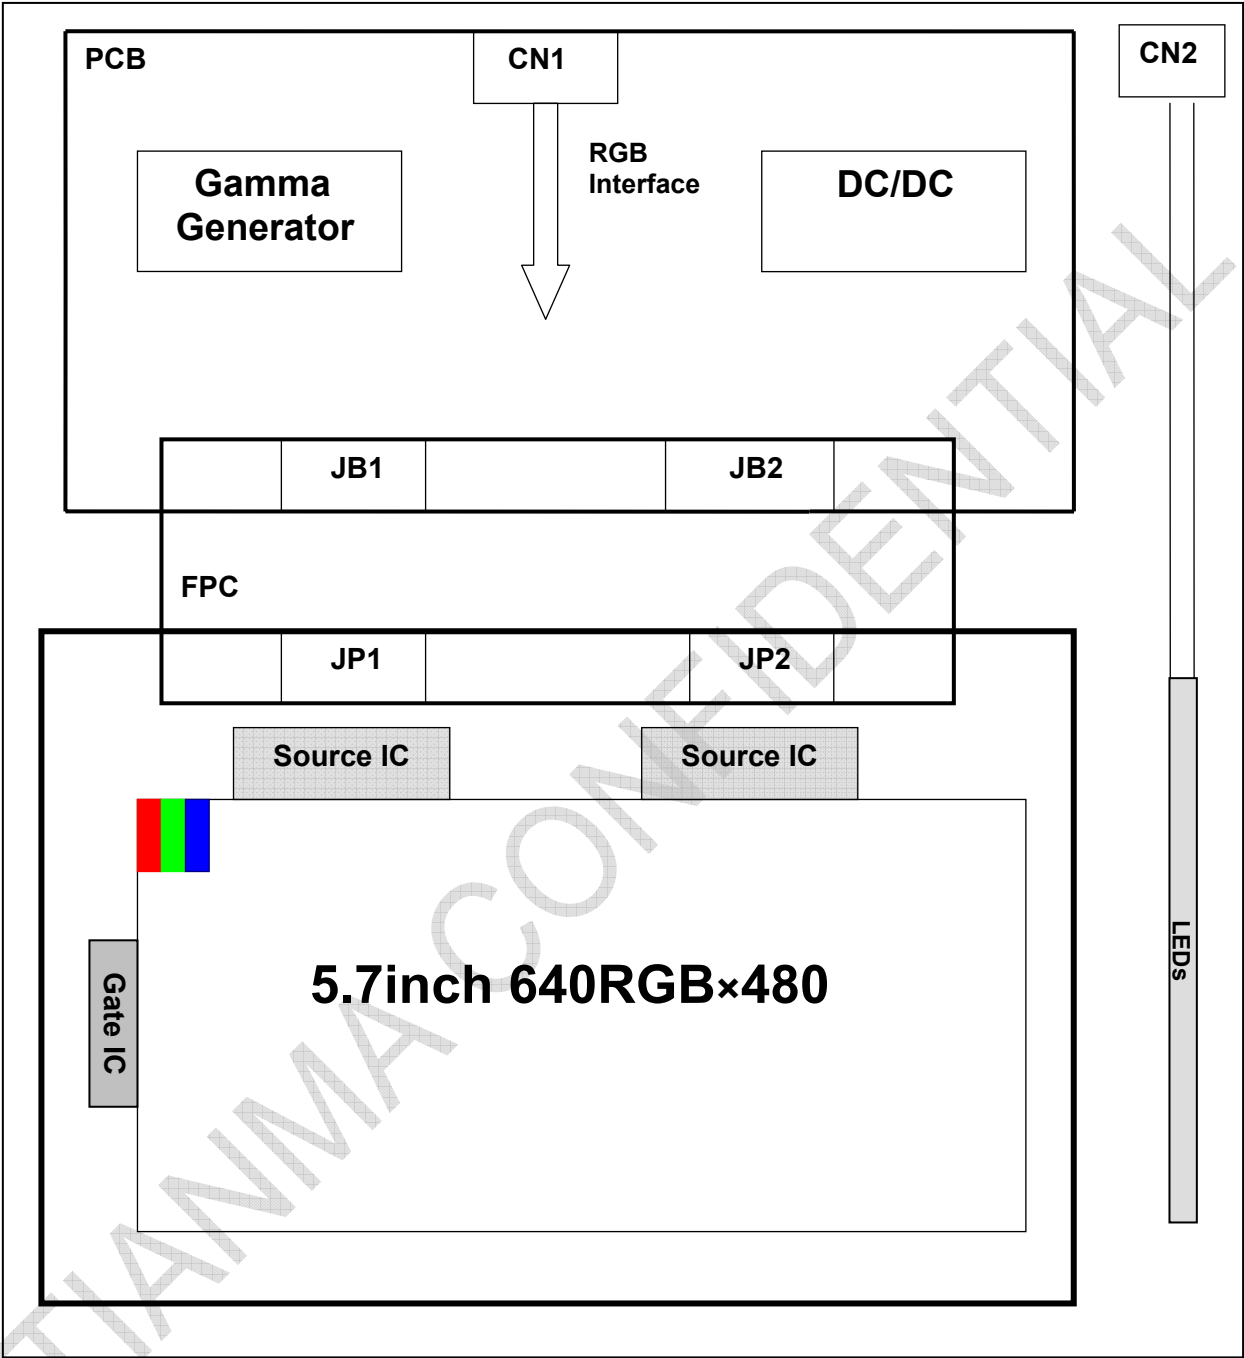 PCB
CN1
CN2
RGB
Interface
Gamma
Generator
DC/DC
JB1
JB2
FPC
JP1
JP2
Source IC
Source IC
Gate IC
5.7inch 640RGB×480
LEDs
TIANMA CONFIDENTIAL